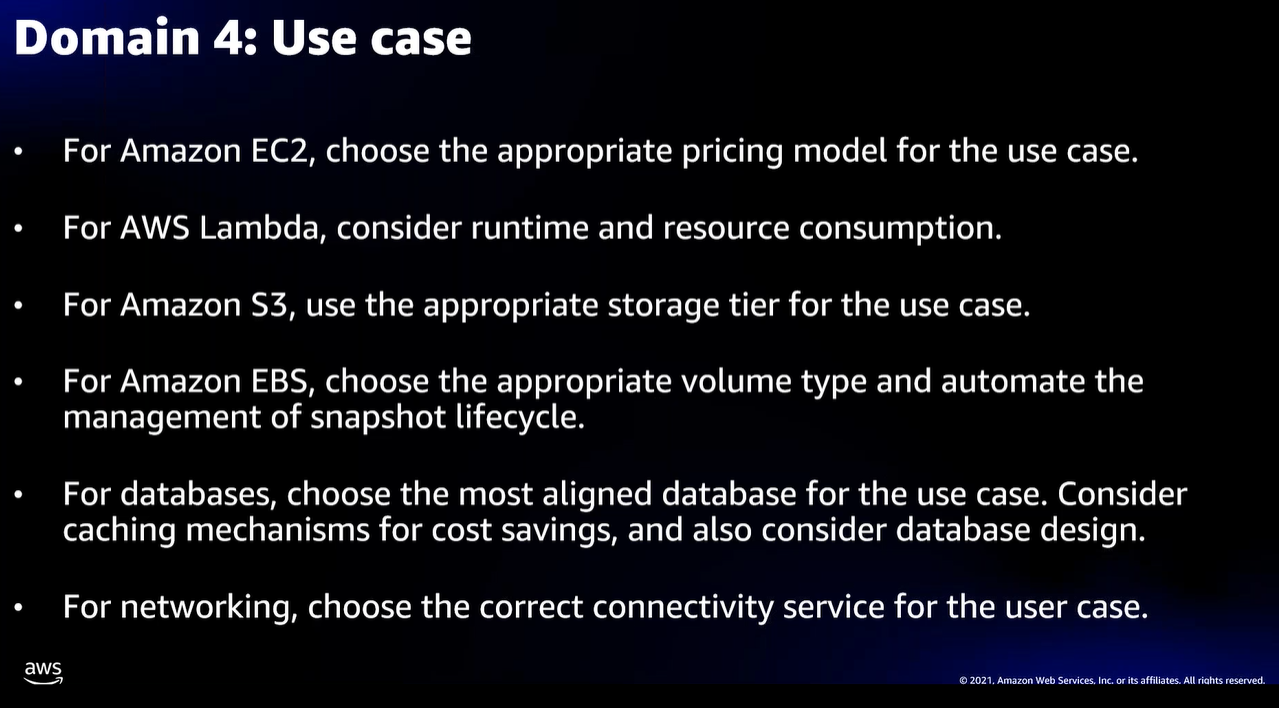 Domain 4: Use case
• For Amazon EC2, choose the appropriate pricing model for the use case.
• For AWS Lambda, consider runtime and resource consumption.
• For Amazon S3, use the appropriate storage tier for the use case.
• For Amazon EBS, choose the appropriate volume type and automate the
management of snapshot lifecycle.
• For databases, choose the most aligned database for the use case. Consider
caching mechanisms for cost savings, and also consider database design.
• For networking, choose the correct connectivity service for the user case.
aws
© 2021, Amazon Web Services, Inc. or its affiliates. All rights reserved.